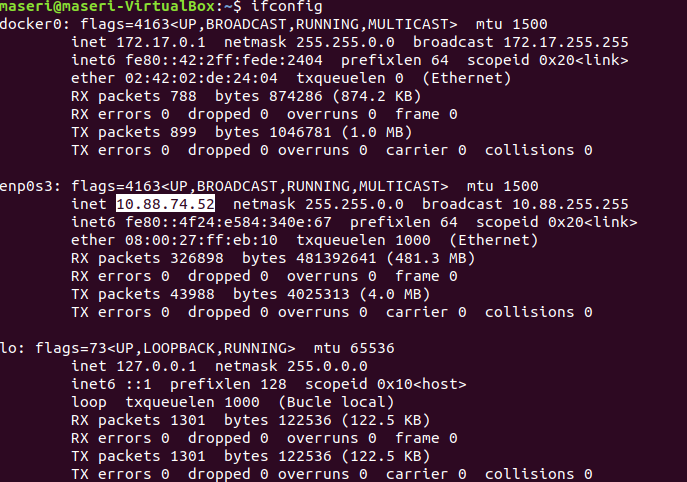 maseri@maseri-VirtualBox:~$ ifconfig
docker0: flags=4163<UP,BROADCAST,RUNNING,MULTICAST>  mtu 1500
        inet 172.17.0.1  netmask 255.255.0.0  broadcast 172.17.255.255
        inet6 fe80::42:2ff:fede:2404  prefixlen 64  scopeid 0x20<link>
        ether 02:42:02:de:24:04  txqueuelen 0  (Ethernet)
        RX packets 788  bytes 874286 (874.2 KB)
        RX errors 0  dropped 0  overruns 0  frame 0
        TX packets 899  bytes 1046781 (1.0 MB)
        TX errors 0  dropped 0 overruns 0  carrier 0  collisions 0

enp0s3: flags=4163<UP,BROADCAST,RUNNING,MULTICAST>  mtu 1500
        inet 10.88.74.52  netmask 255.255.0.0  broadcast 10.88.255.255
        inet6 fe80::4f24:e584:340e:67  prefixlen 64  scopeid 0x20<link>
        ether 08:00:27:ff:eb:10  txqueuelen 1000  (Ethernet)
        RX packets 326898  bytes 481392641 (481.3 MB)
        RX errors 0  dropped 0  overruns 0  frame 0
        TX packets 43988  bytes 4025313 (4.0 MB)
        TX errors 0  dropped 0 overruns 0  carrier 0  collisions 0

lo: flags=73<UP,LOOPBACK,RUNNING>  mtu 65536
        inet 127.0.0.1  netmask 255.0.0.0
        inet6 ::1  prefixlen 128  scopeid 0x10<host>
        loop  txqueuelen 1000  (Bucle local)
        RX packets 1301  bytes 122536 (122.5 KB)
        RX errors 0  dropped 0  overruns 0  frame 0
        TX packets 1301  bytes 122536 (122.5 KB)
        TX errors 0  dropped 0 overruns 0  carrier 0  collisions 0